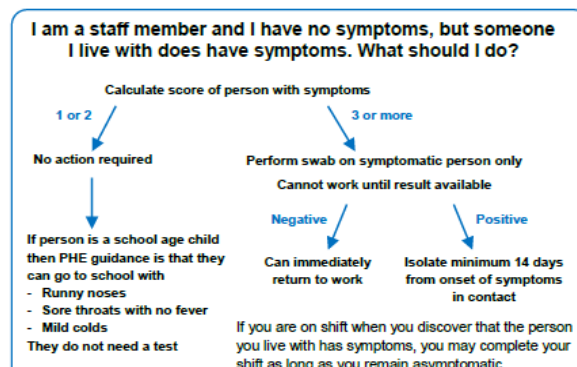 I am a staff member and I have no symptoms, but someone
I live with does have symptoms. What should I do?
Calculate score of person with symptoms
1 or 2
3 or more
No action required
Perform swab on symptomatic person only
Cannot work until result available
Negative
Positive
If person is a school age child
then PHE guidance is that they
can go to school with
- Runny noses
- Sore throats with no fever
- Mild colds
They do not need a test
Can immediately
return to work
Isolate minimum 14 days
from onset of symptoms
in contact
If you are on shift when you discover that the person
you live with has symptoms, you may complete your
shift as long as you remain asymptomatic